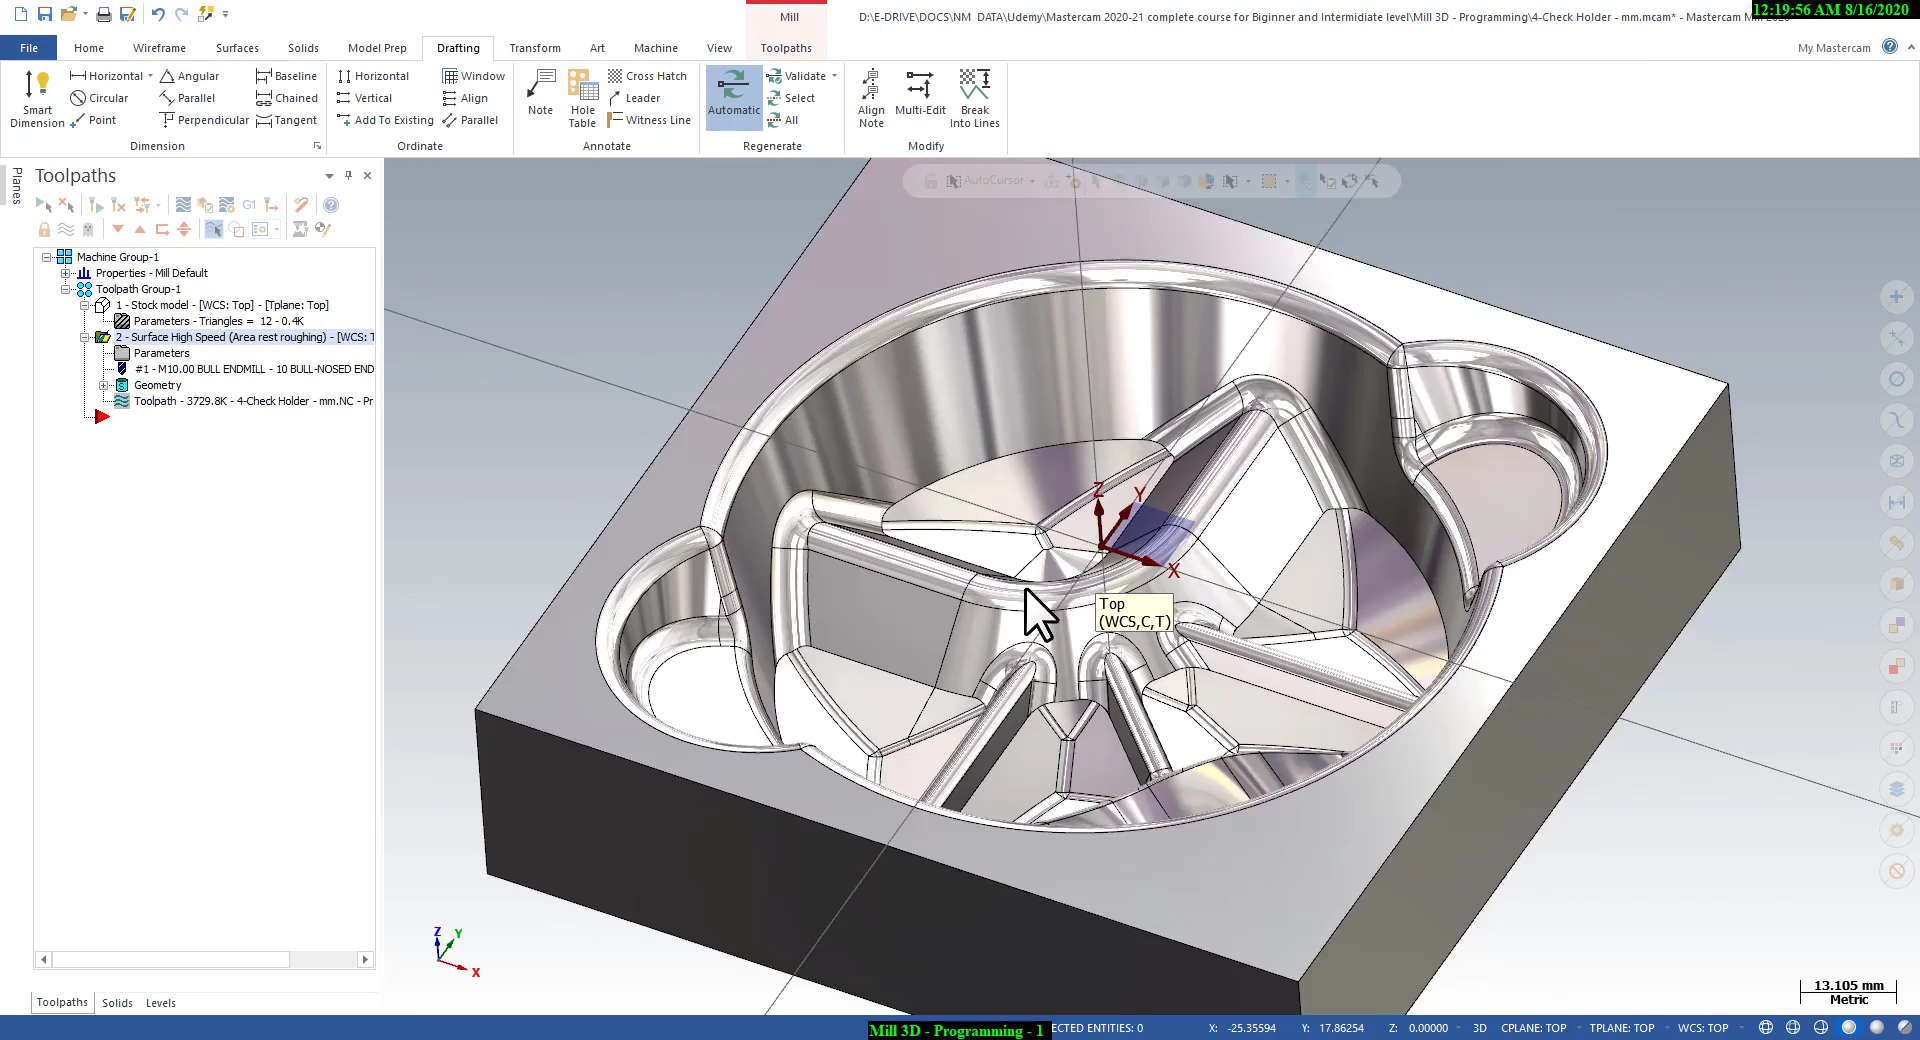 Mill
D:\E-DRIVE\DOCS\NM DATA\Udemy\Mastercam 2020-21 complete course for Biginner and Intermidiate level\Mill 3D - Programming\4-Check Holder - mm.mcam* - Mastercam
12:19:56 AM 8/16/2020
File Home Wireframe Surfaces Solids Model Prep Drafting Transform Art Machine View Toolpaths My Mastercam
Horizontal Angular Baseline Horizontal Window Cross Hatch Validate
Circular Parallel Chained Vertical Align Leader Select
Smart Dimension
Point Perpendicular Tangent Add To Existing Parallel Witness Line All
Note Hole Table Automatic Align Note Multi-Edit Break Into Lines
Dimension Ordinate Annotate Regenerate Modify
Planes
Toolpaths
AutoCursor
G1
Machine Group-1
Properties - Mill Default
Toolpath Group-1
1 - Stock model - [WCS: Top] - [Tplane: Top]
Parameters - Triangles = 12 - 0.4K
2 - Surface High Speed (Area rest roughing) - [WCS: T
Parameters
#1 - M10.00 BULL ENDMILL - 10 BULL-NOSED END
Geometry
Toolpath - 3729.8K - 4-Check Holder - mm.NC - Pr
Z
Y
X
Top
(WCS,C,T)
Z
Y
X
13.105 mm
Metric
Toolpaths Solids Levels
Mill 3D - Programming - 1
ECTED ENTITIES: 0 X: -25.35594 Y: 17.86254 Z: 0.00000 3D CPLANE: TOP TPLANE: TOP WCS: TOP